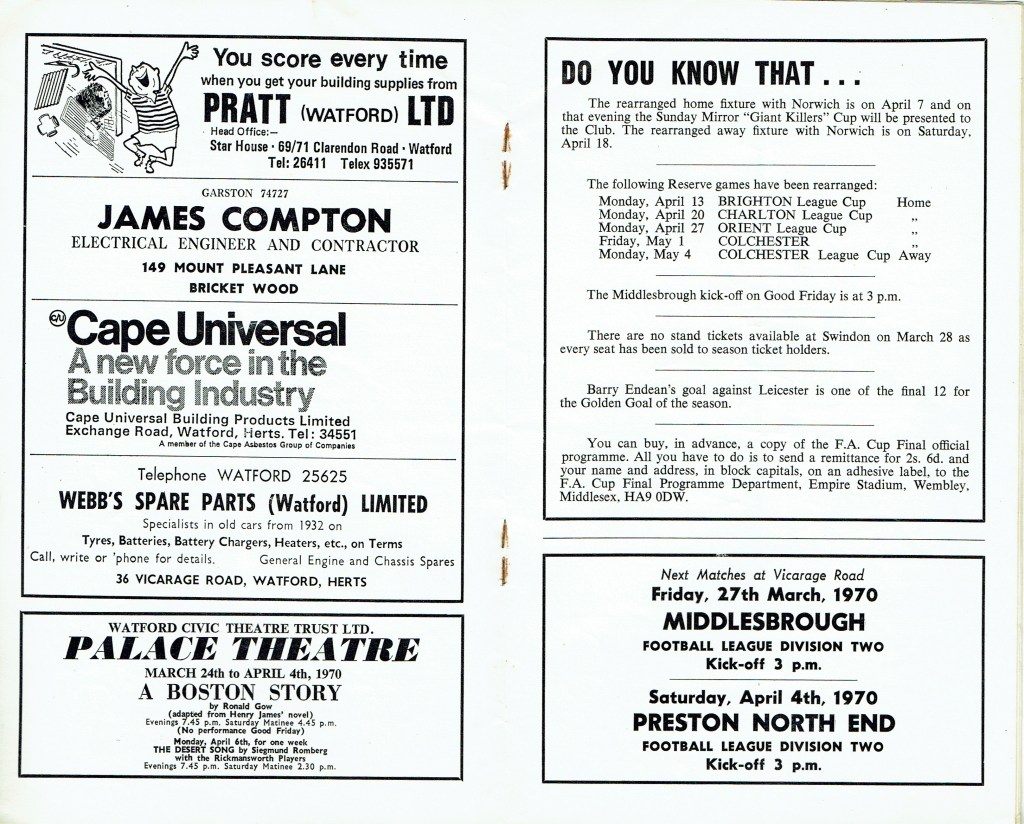 You score every time
when you get your building supplies from
PRATT (WATFORD) LTD
Head Office:—
Star House · 69/71 Clarendon Road · Watford
Tel: 26411 Telex 935571
GARSTON 74727
JAMES COMPTON
ELECTRICAL ENGINEER AND CONTRACTOR
149 MOUNT PLEASANT LANE
BRICKET WOOD
C/U Cape Universal
A new force in the
Building Industry
Cape Universal Building Products Limited
Exchange Road, Watford, Herts. Tel: 34551
A member of the Cape Asbestos Group of Companies
Telephone WATFORD 25625
WEBB'S SPARE PARTS (Watford) LIMITED
Specialists in old cars from 1932 on
Tyres, Batteries, Battery Chargers, Heaters, etc., on Terms
Call, write or 'phone for details. General Engine and Chassis Spares
36 VICARAGE ROAD, WATFORD, HERTS
WATFORD CIVIC THEATRE TRUST LTD.
PALACE THEATRE
MARCH 24th to APRIL 4th, 1970
A BOSTON STORY
by Ronald Gow
(adapted from Henry James' novel)
Evenings 7.45 p.m. Saturday Matinee 4.45 p.m.
(No performance Good Friday)
Monday, April 6th, for one week
THE DESERT SONG by Siegmund Romberg
with the Rickmansworth Players
Evenings 7.45 p.m. Saturday Matinee 2.30 p.m.
DO YOU KNOW THAT . . .
The rearranged home fixture with Norwich is on April 7 and on
that evening the Sunday Mirror "Giant Killers" Cup will be presented to
the Club. The rearranged away fixture with Norwich is on Saturday,
April 18.
The following Reserve games have been rearranged:
Monday, April 13 BRIGHTON League Cup Home
Monday, April 20 CHARLTON League Cup ,,
Monday, April 27 ORIENT League Cup ,,
Friday, May 1 COLCHESTER ,,
Monday, May 4 COLCHESTER League Cup Away
The Middlesbrough kick-off on Good Friday is at 3 p.m.
There are no stand tickets available at Swindon on March 28 as
every seat has been sold to season ticket holders.
Barry Endean's goal against Leicester is one of the final 12 for
the Golden Goal of the season.
You can buy, in advance, a copy of the F.A. Cup Final official
programme. All you have to do is to send a remittance for 2s. 6d. and
your name and address, in block capitals, on an adhesive label, to the
F.A. Cup Final Programme Department, Empire Stadium, Wembley,
Middlesex, HA9 0DW.
Next Matches at Vicarage Road
Friday, 27th March, 1970
MIDDLESBROUGH
FOOTBALL LEAGUE DIVISION TWO
Kick-off 3 p.m.
Saturday, April 4th, 1970
PRESTON NORTH END
FOOTBALL LEAGUE DIVISION TWO
Kick-off 3 p.m.